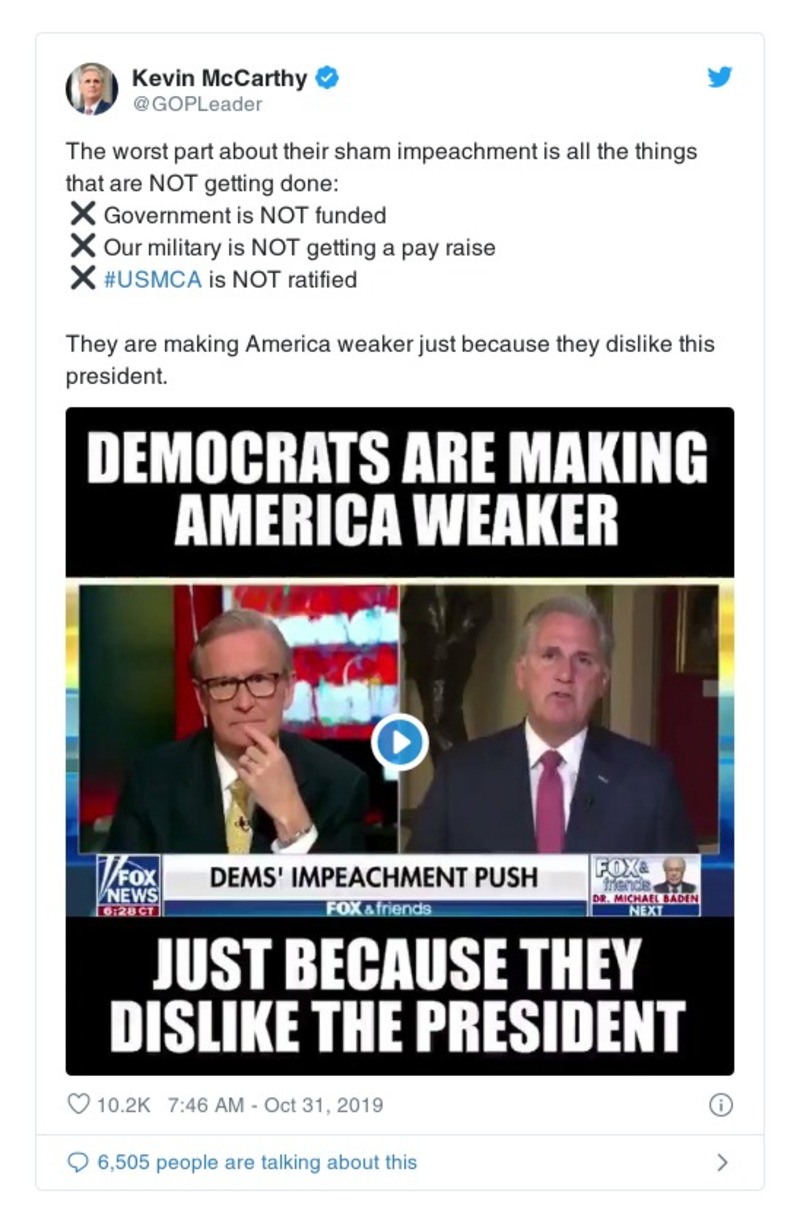 Kevin McCarthy
@GOPLeader
The worst part about their sham impeachment is all the things
that are NOT getting done:
❌ Government is NOT funded
❌ Our military is NOT getting a pay raise
❌ #USMCA is NOT ratified
They are making America weaker just because they dislike this
president.
DEMOCRATS ARE MAKING
AMERICA WEAKER
FOX
NEWS
6:28 CT
DEMS' IMPEACHMENT PUSH
FOX & friends
FOX &
friends
DR. MICHAEL BADEN
NEXT
JUST BECAUSE THEY
DISLIKE THE PRESIDENT
10.2K 7:46 AM - Oct 31, 2019
6,505 people are talking about this